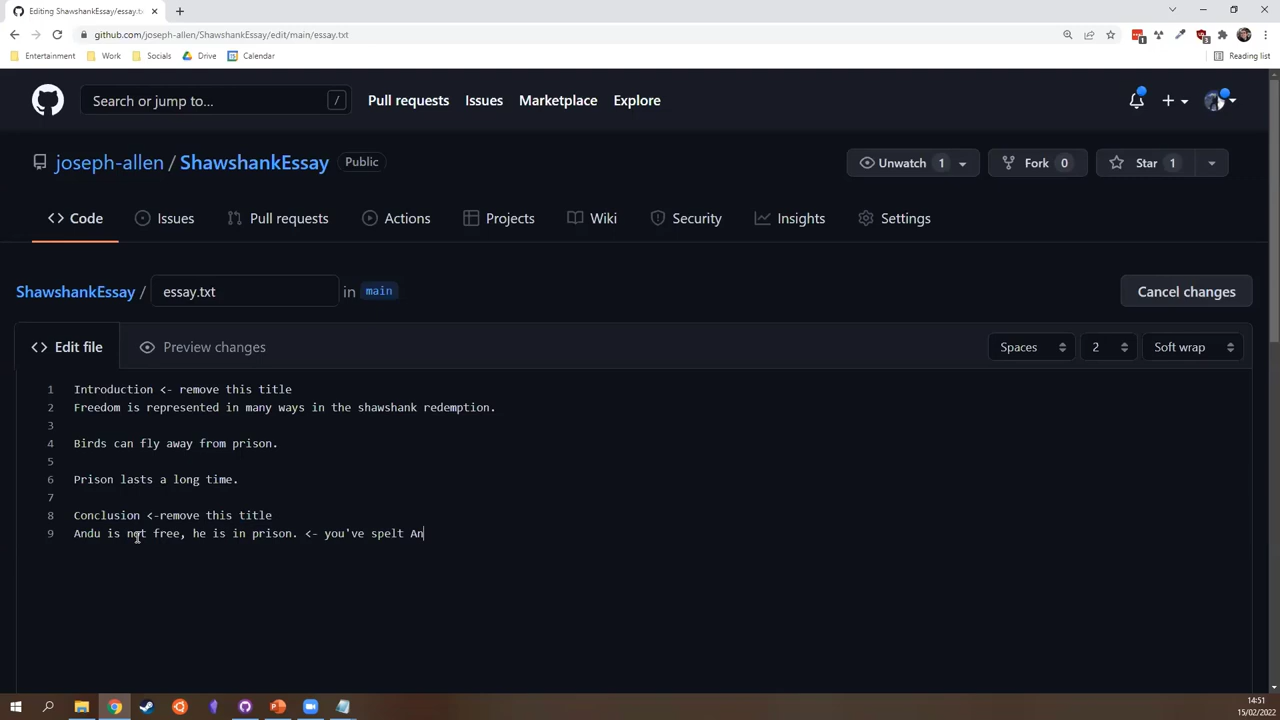 Editing ShawshankEssay/essay.tx
github.com/joseph-allen/ShawshankEssay/edit/main/essay.txt
Entertainment Work Socials Drive Calendar Reading list
Search or jump to... / Pull requests Issues Marketplace Explore
joseph-allen / ShawshankEssay Public Unwatch 1 Fork 0 Star 1
Code Issues Pull requests Actions Projects Wiki Security Insights Settings
ShawshankEssay / essay.txt in main Cancel changes
Edit file Preview changes Spaces 2 Soft wrap
1 Introduction <- remove this title
2 Freedom is represented in many ways in the shawshank redemption.
3
4 Birds can fly away from prison.
5
6 Prison lasts a long time.
7
8 Conclusion <-remove this title
9 Andu is not free, he is in prison. <- you've spelt An
14:51
15/02/2022